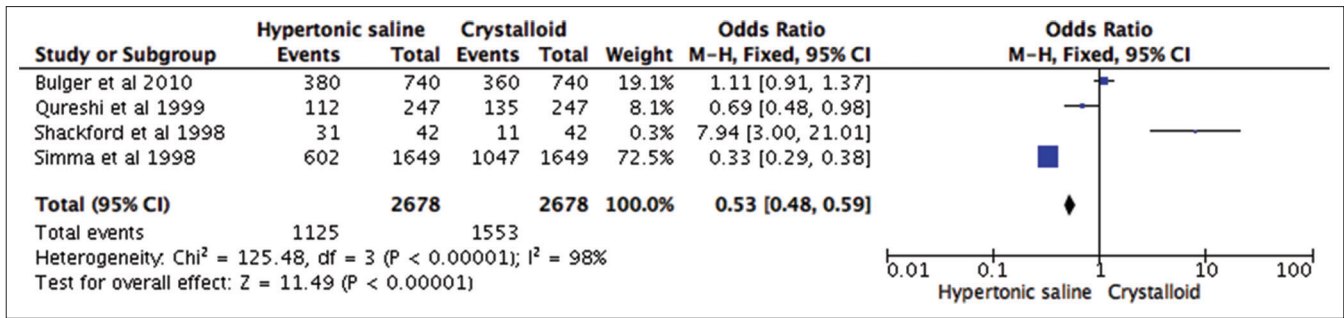 Hypertonic saline Crystalloid Odds Ratio Odds Ratio
Study or Subgroup Events Total Events Total Weight M-H, Fixed, 95% CI M-H, Fixed, 95% CI
Bulger et al 2010 380 740 360 740 19.1% 1.11 [0.91, 1.37]
Qureshi et al 1999 112 247 135 247 8.1% 0.69 [0.48, 0.98]
Shackford et al 1998 31 42 11 42 0.3% 7.94 [3.00, 21.01]
Simma et al 1998 602 1649 1047 1649 72.5% 0.33 [0.29, 0.38]
Total (95% CI) 2678 2678 100.0% 0.53 [0.48, 0.59]
Total events 1125 1553
Heterogeneity: Chi² = 125.48, df = 3 (P < 0.00001); I² = 98%
Test for overall effect: Z = 11.49 (P < 0.00001)
0.01 0.1 1 10 100
Hypertonic saline Crystalloid